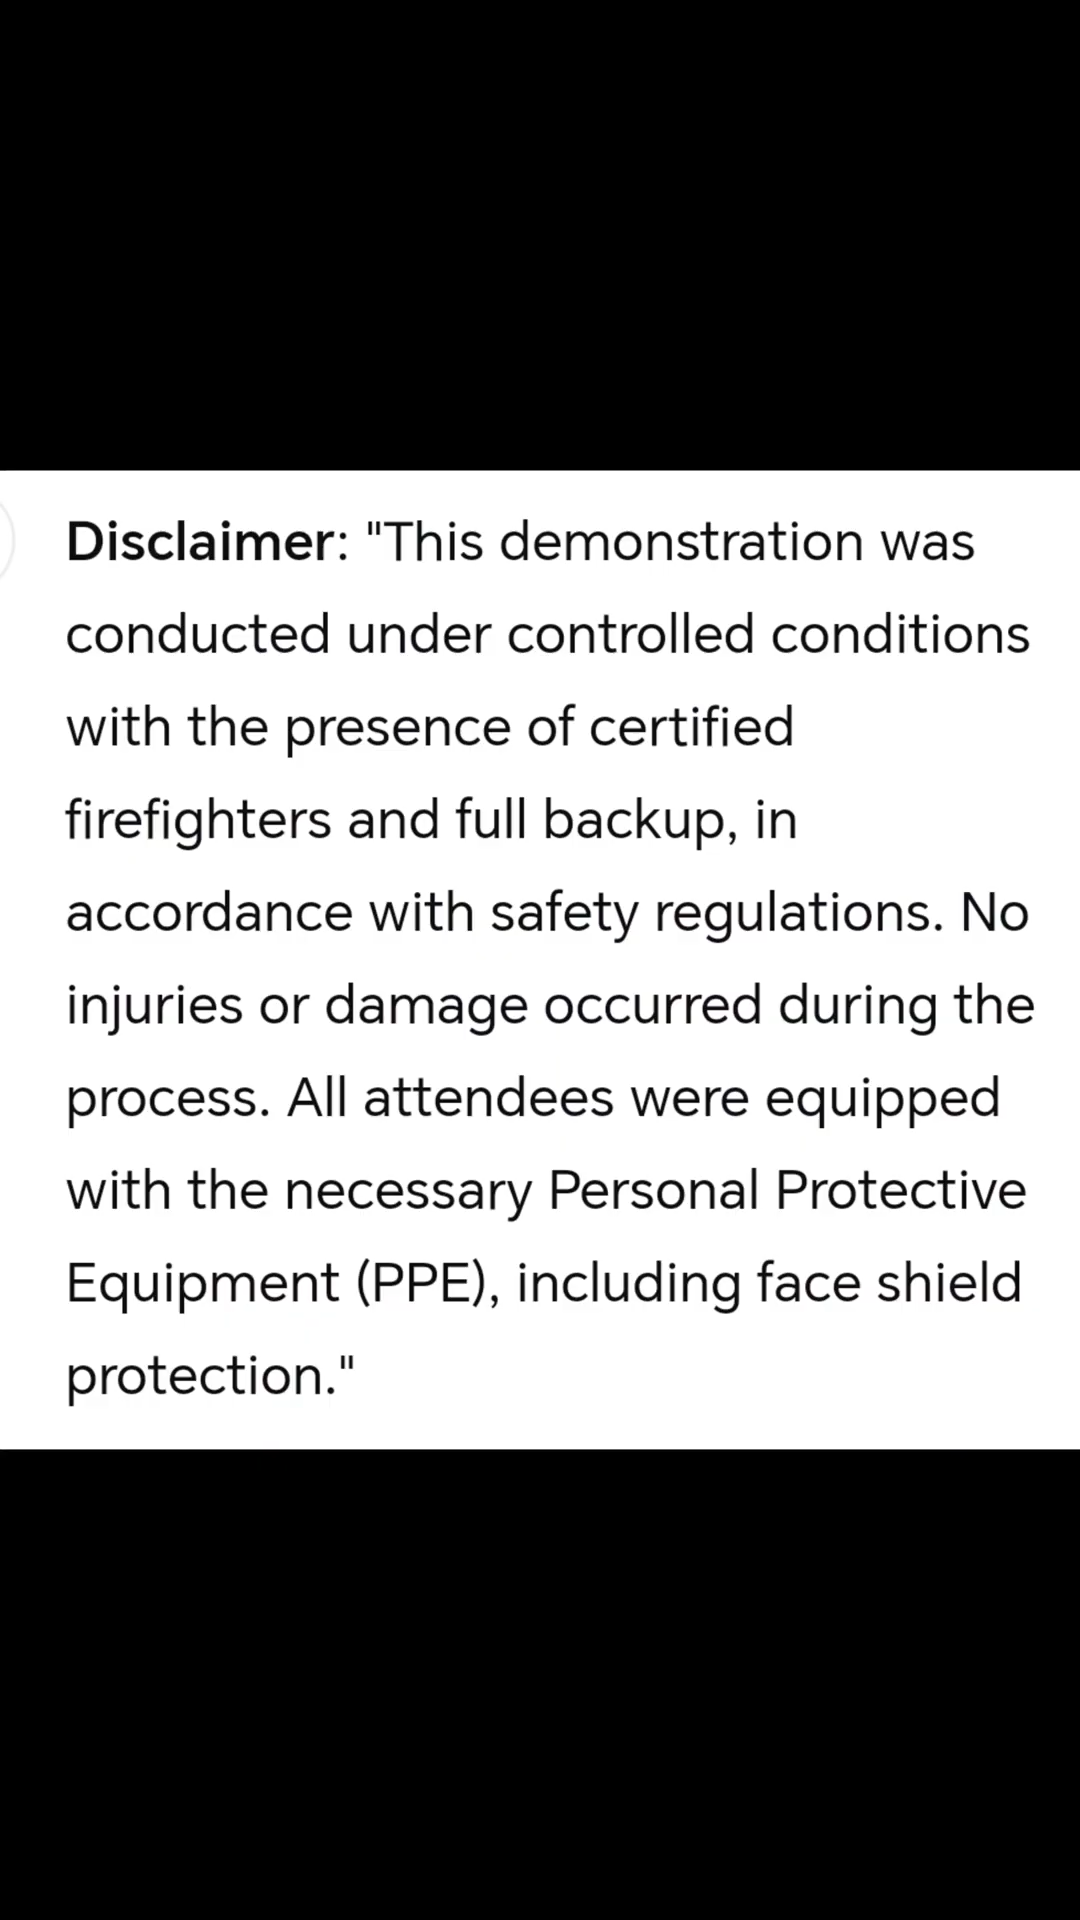 Disclaimer: "This demonstration was
conducted under controlled conditions
with the presence of certified
firefighters and full backup, in
accordance with safety regulations. No
injuries or damage occurred during the
process. All attendees were equipped
with the necessary Personal Protective
Equipment (PPE), including face shield
protection."